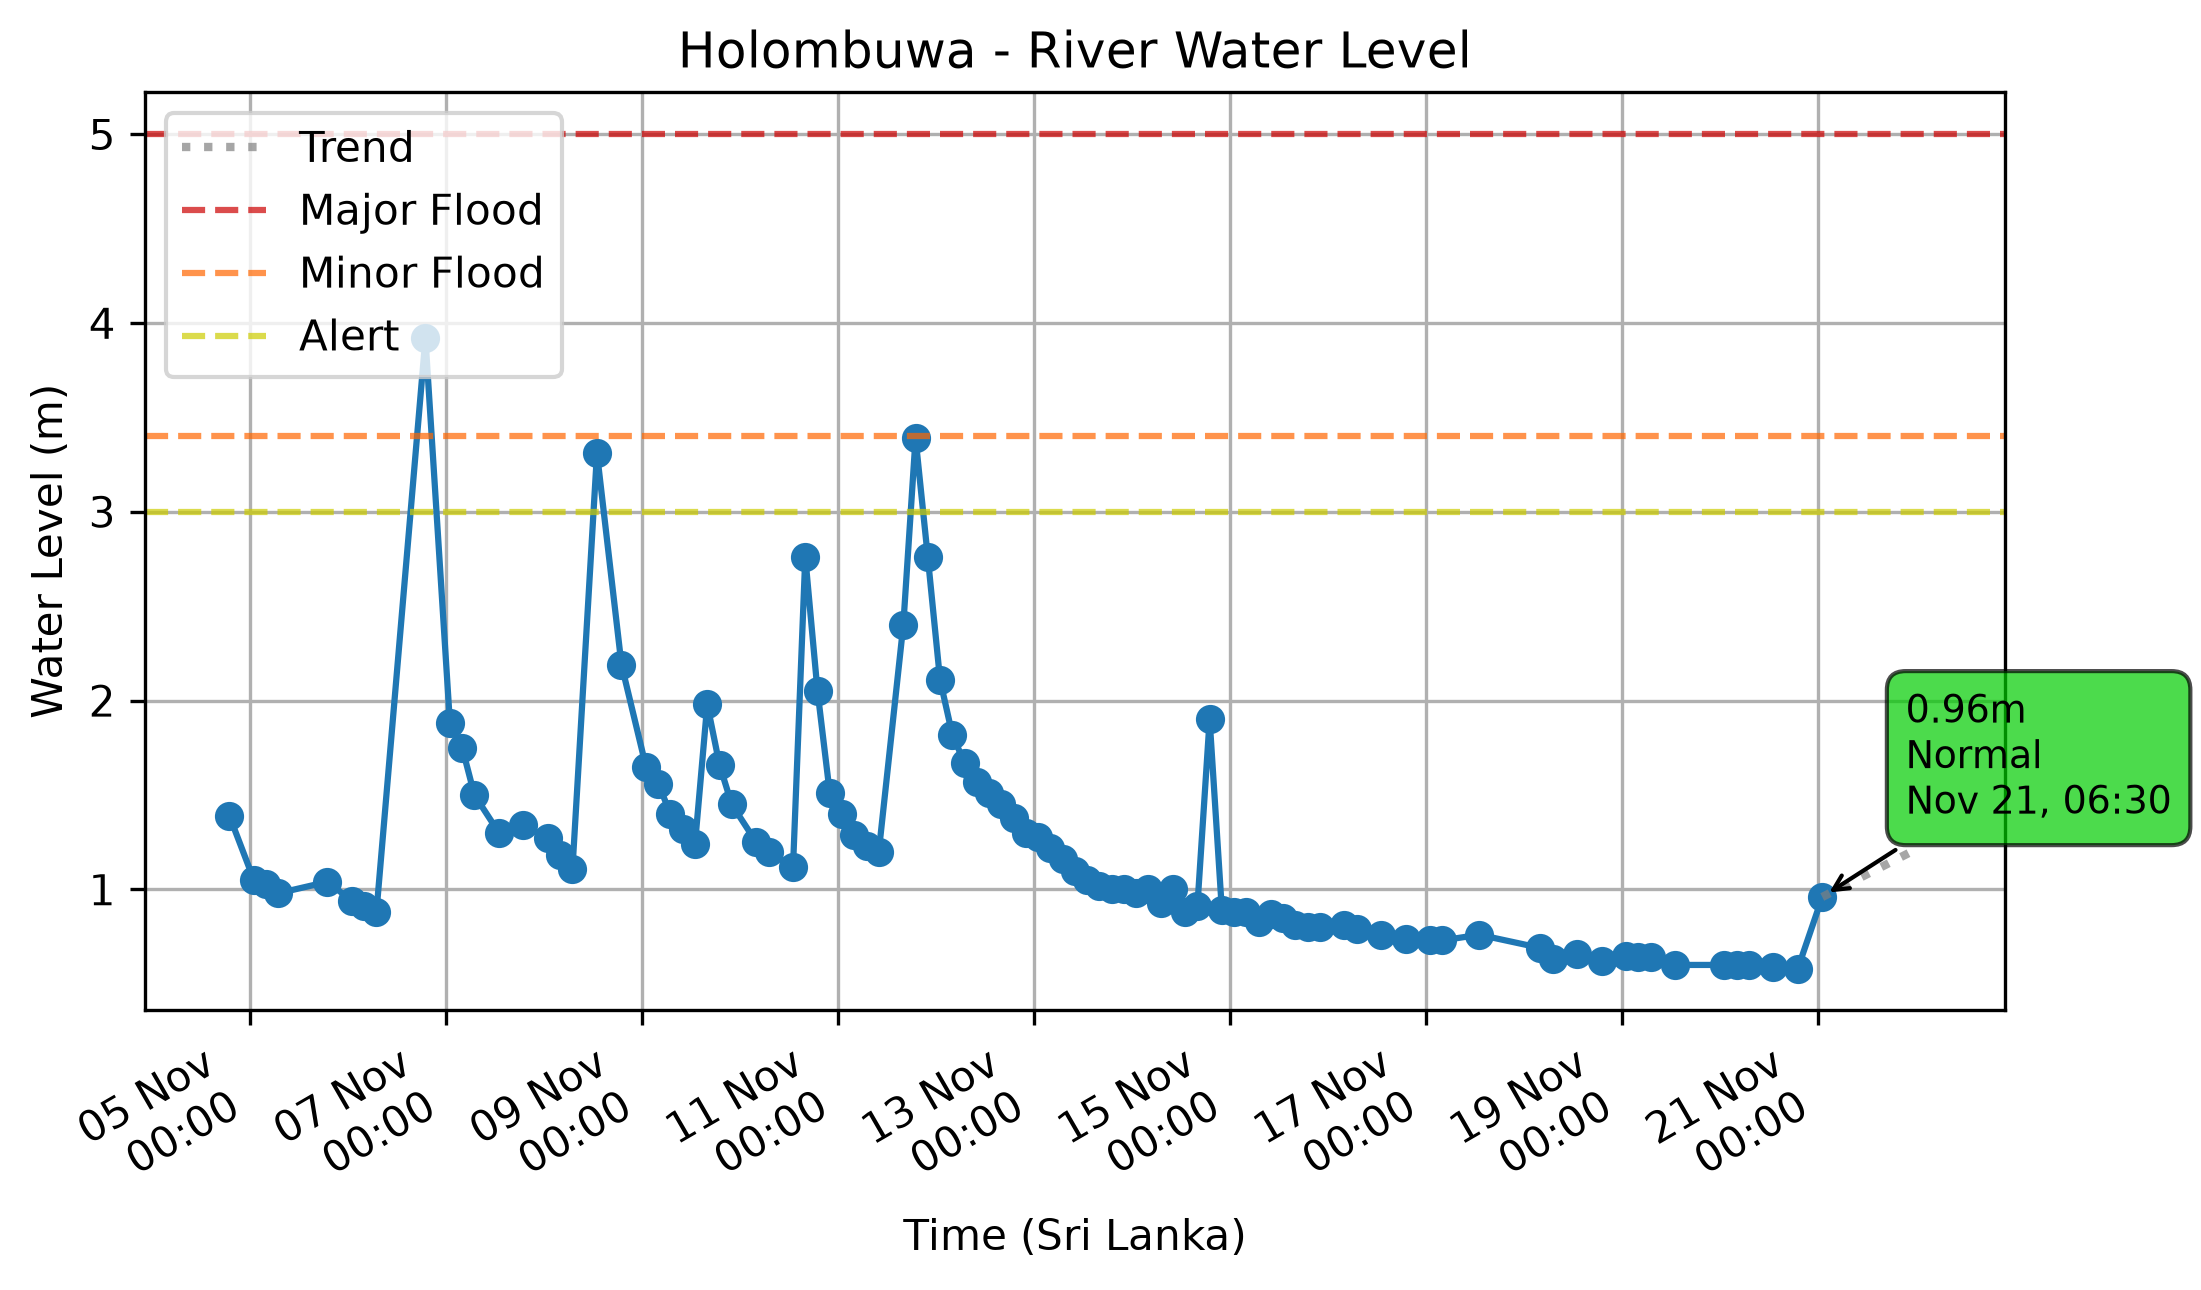 Holombuwa - River Water Level
Trend
Major Flood
Minor Flood
Alert
Water Level (m)
5
4
3
2
1
0.96m
Normal
Nov 21, 06:30
05 Nov
00:00
07 Nov
00:00
09 Nov
00:00
11 Nov
00:00
13 Nov
00:00
15 Nov
00:00
17 Nov
00:00
19 Nov
00:00
21 Nov
00:00
Time (Sri Lanka)